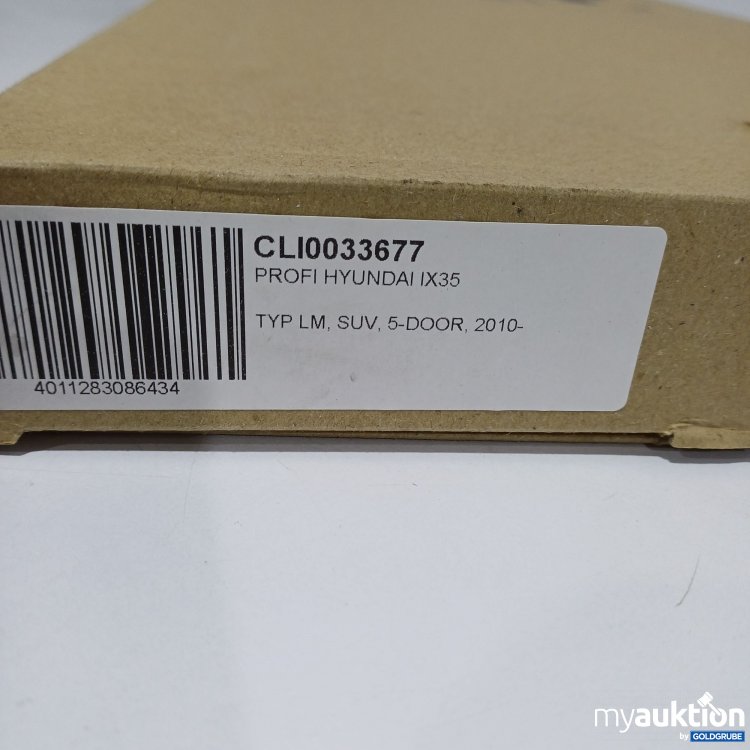 CLI0033677
PROFI HYUNDAI IX35
TYP LM, SUV, 5-DOOR, 2010-
4011283086434
myauktion
by GOLDGRUBE